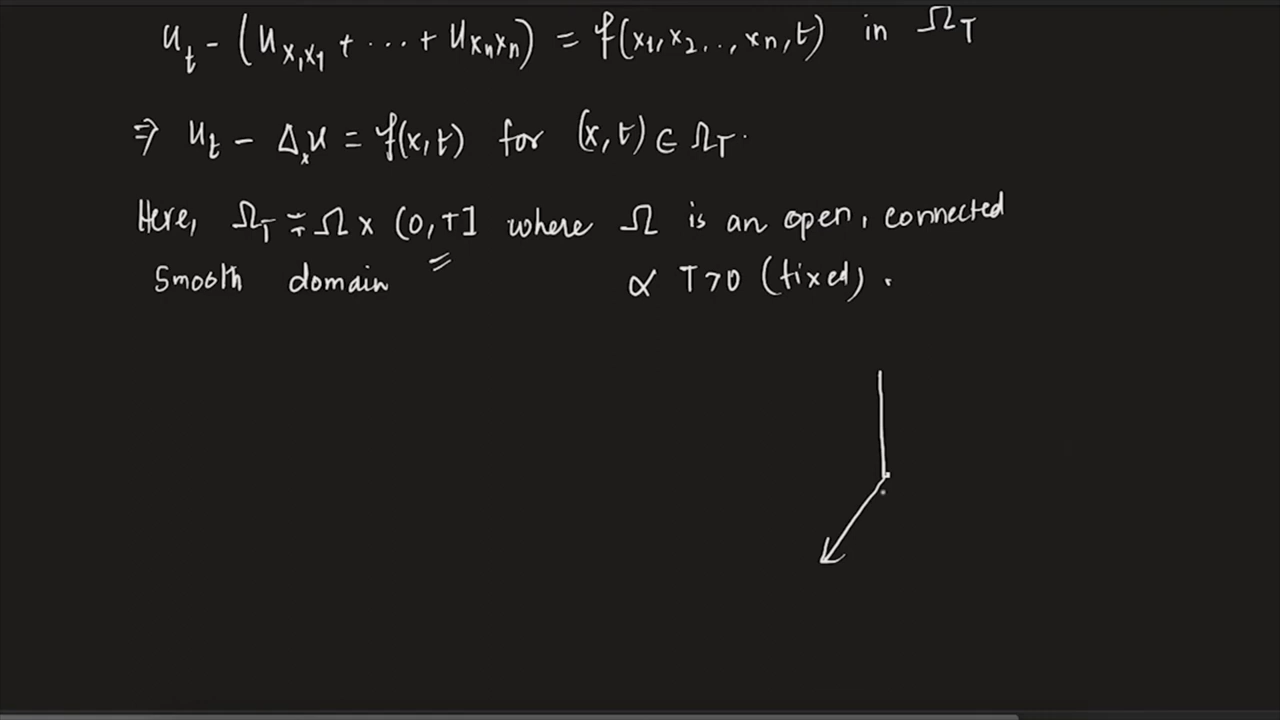 u_t - (u_{x_1x_1} + ... + u_{x_nx_n}) = f(x_1, x_2 .., x_n, t) in Ω_T
⇒ u_t - Δ_x u = f(x, t) for (x, t) ∈ Ω_T.
Here, Ω_T := Ω × (0, T] where Ω is an open, connected
smooth domain & T > 0 (fixed).